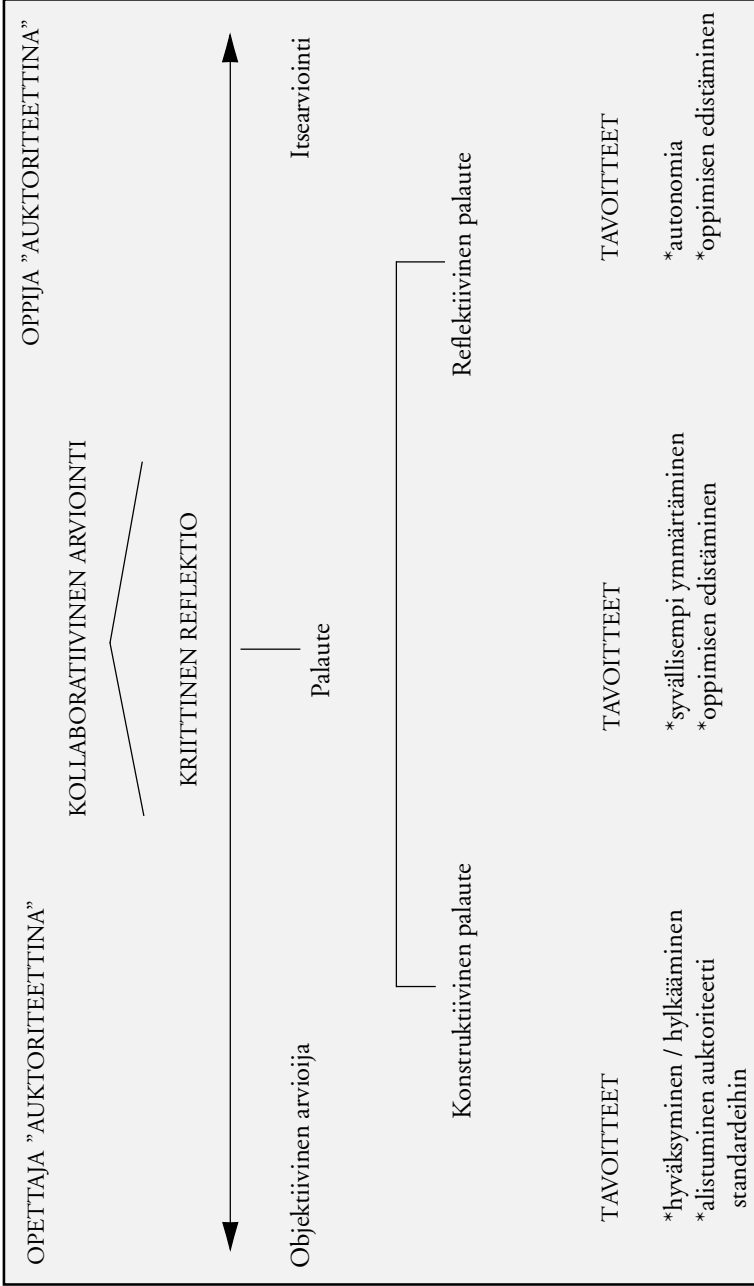 OPETTAJA ”AUKTORITEETTINA”
KOLLABORATIIVINEN ARVIOINTI
OPPIJA ”AUKTORITEETTINA”
KRIITTINEN REFLEKTIO
Objektiivinen arvioija
Palaute
Itsearviointi
Konstruktiivinen palaute
Reflektiivinen palaute
TAVOITTEET
*hyväksyminen / hylkääminen
*alistuminen auktoriteetti
standardeihin
TAVOITTEET
*syvällisempi ymmärtäminen
*oppimisen edistäminen
TAVOITTEET
*autonomia
*oppimisen edistäminen